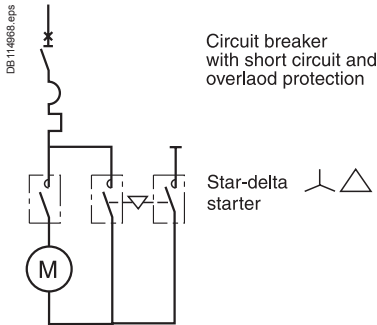 DB114968.eps
Circuit breaker
with short circuit and
overlaod protection
Star-delta
starter
M